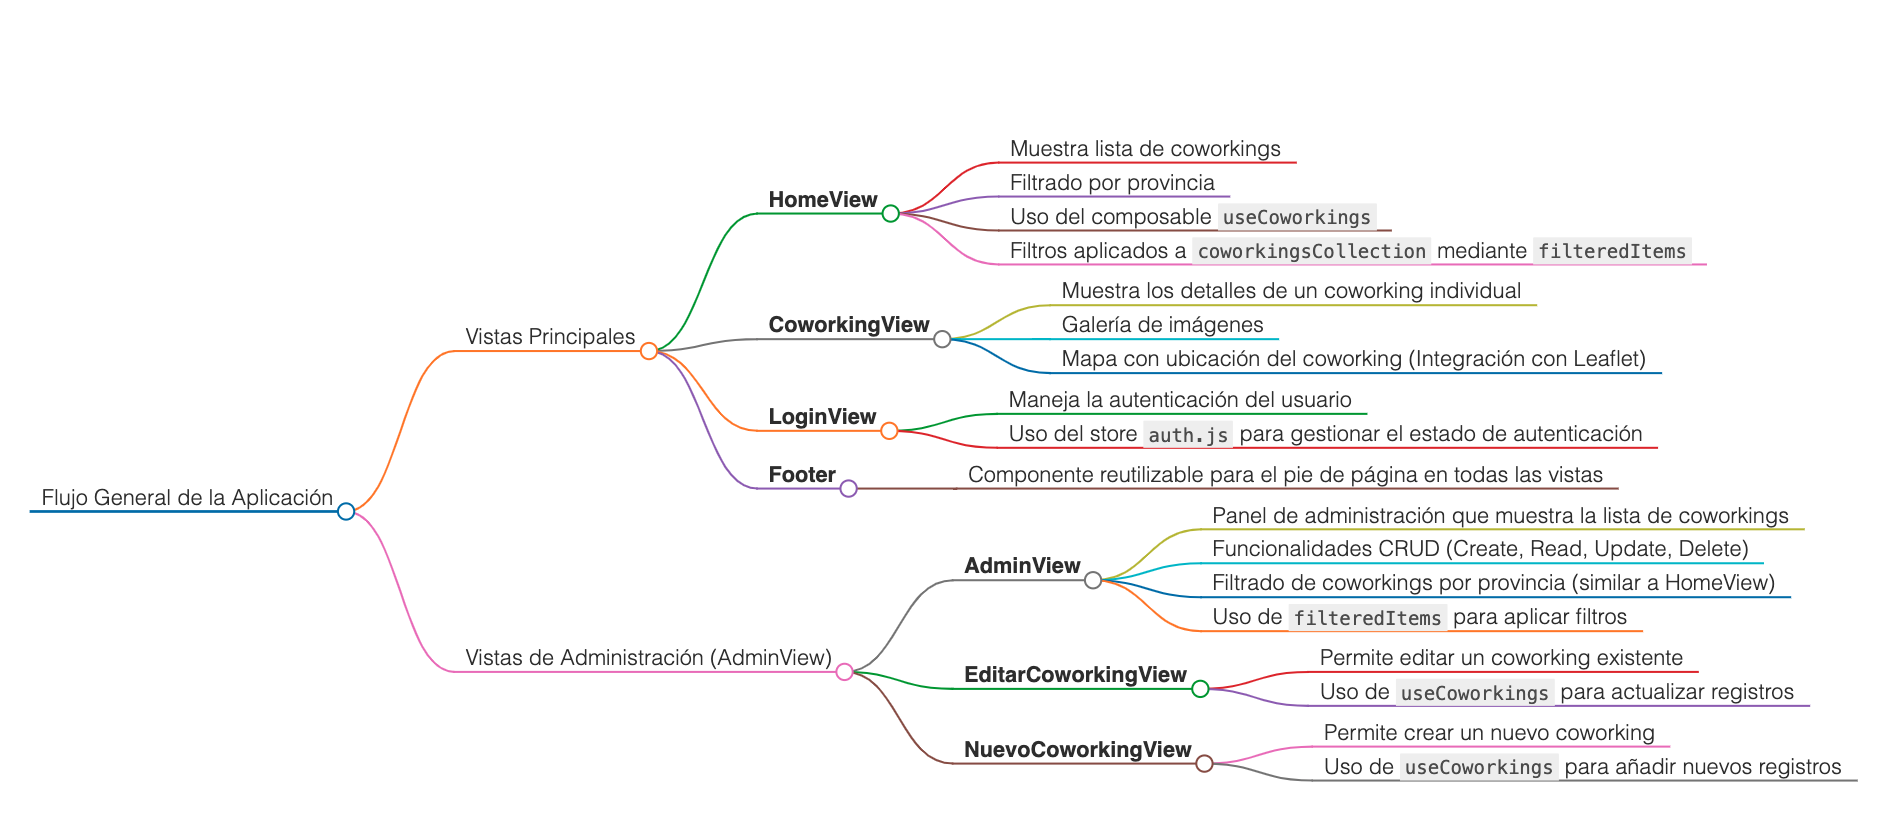 Flujo General de la Aplicación
Vistas Principales
HomeView
Muestra lista de coworkings
Filtrado por provincia
Uso del composable useCoworkings
Filtros aplicados a coworkingsCollection mediante filteredItems
CoworkingView
Muestra los detalles de un coworking individual
Galería de imágenes
Mapa con ubicación del coworking (Integración con Leaflet)
LoginView
Maneja la autenticación del usuario
Uso del store auth.js para gestionar el estado de autenticación
Footer
Componente reutilizable para el pie de página en todas las vistas
Vistas de Administración (AdminView)
AdminView
Panel de administración que muestra la lista de coworkings
Funcionalidades CRUD (Create, Read, Update, Delete)
Filtrado de coworkings por provincia (similar a HomeView)
Uso de filteredItems para aplicar filtros
EditarCoworkingView
Permite editar un coworking existente
Uso de useCoworkings para actualizar registros
NuevoCoworkingView
Permite crear un nuevo coworking
Uso de useCoworkings para añadir nuevos registros